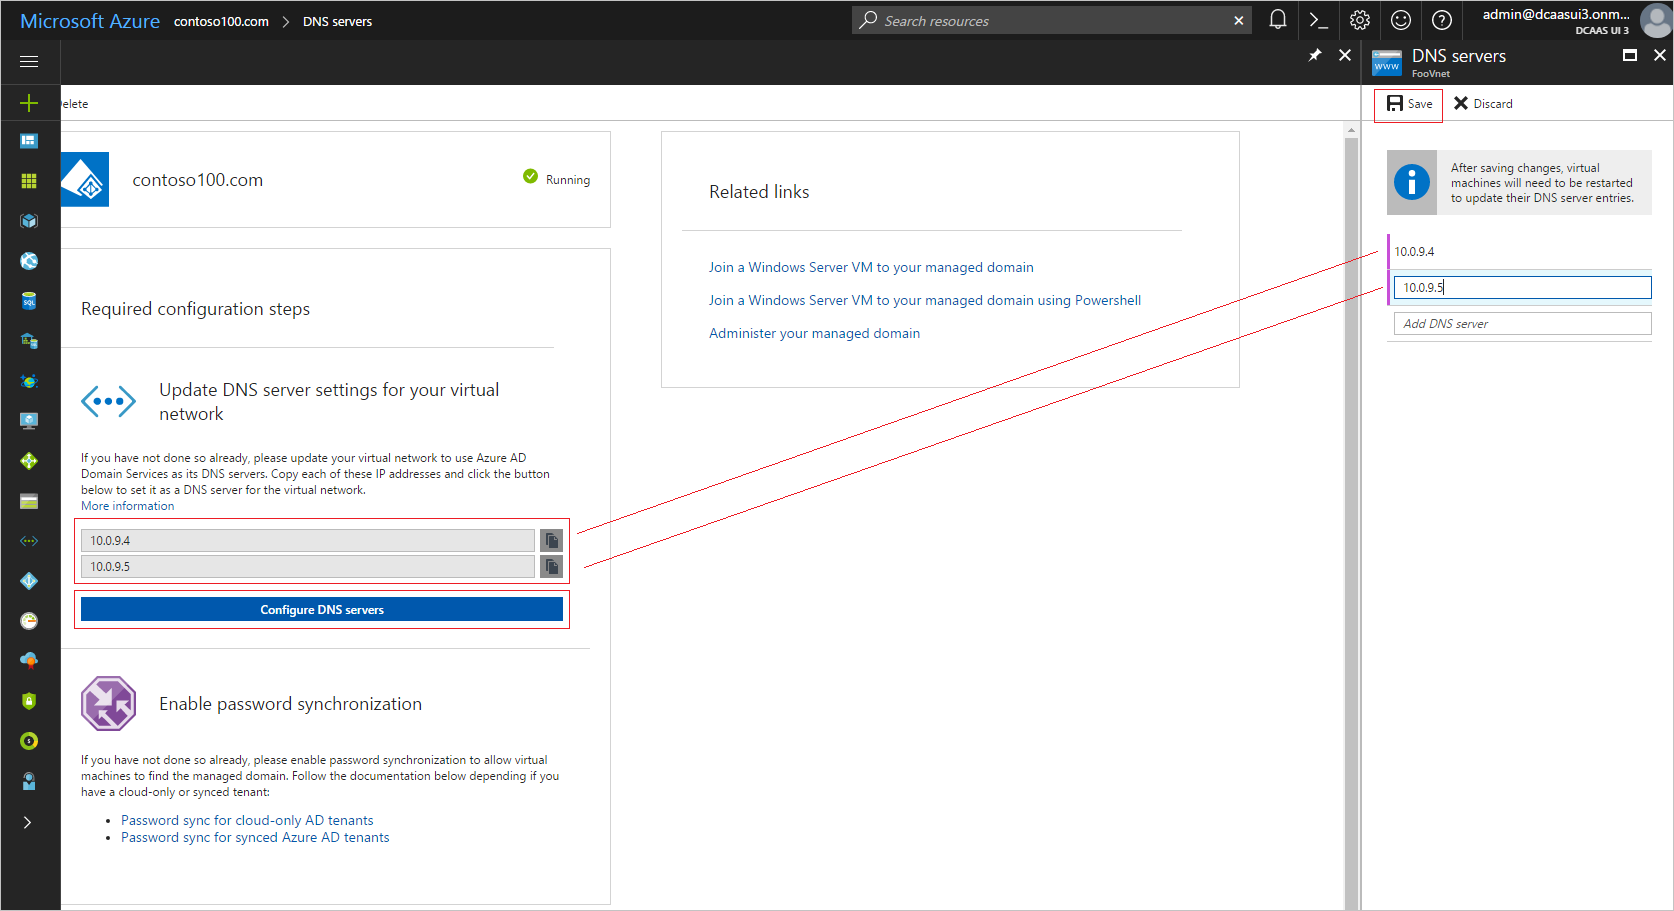 Microsoft Azure contoso100.com > DNS servers
Search resources
admin@dcaasui3.onm...
DCAAS UI 3
DNS servers
FooVnet
elete
Save
Discard
contoso100.com
Running
Required configuration steps
Update DNS server settings for your virtual
network
If you have not done so already, please update your virtual network to use Azure AD
Domain Services as its DNS servers. Copy each of these IP addresses and click the button
below to set it as a DNS server for the virtual network.
More information
10.0.9.4
10.0.9.5
Configure DNS servers
Enable password synchronization
If you have not done so already, please enable password synchronization to allow virtual
machines to find the managed domain. Follow the documentation below depending if you
have a cloud-only or synced tenant:
• Password sync for cloud-only AD tenants
• Password sync for synced Azure AD tenants
Related links
Join a Windows Server VM to your managed domain
Join a Windows Server VM to your managed domain using Powershell
Administer your managed domain
After saving changes, virtual
machines will need to be restarted
to update their DNS server entries.
10.0.9.4
10.0.9.5
Add DNS server